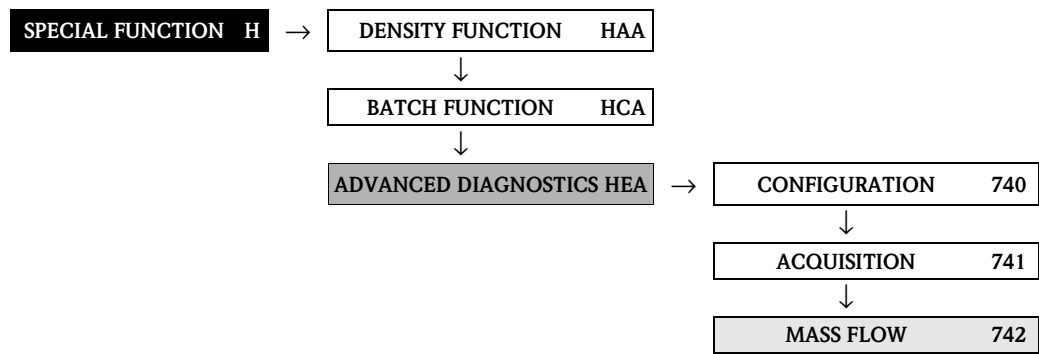 SPECIAL FUNCTION H → DENSITY FUNCTION HAA
↓
BATCH FUNCTION HCA
↓
ADVANCED DIAGNOSTICS HEA → CONFIGURATION 740
↓
ACQUISITION 741
↓
MASS FLOW 742